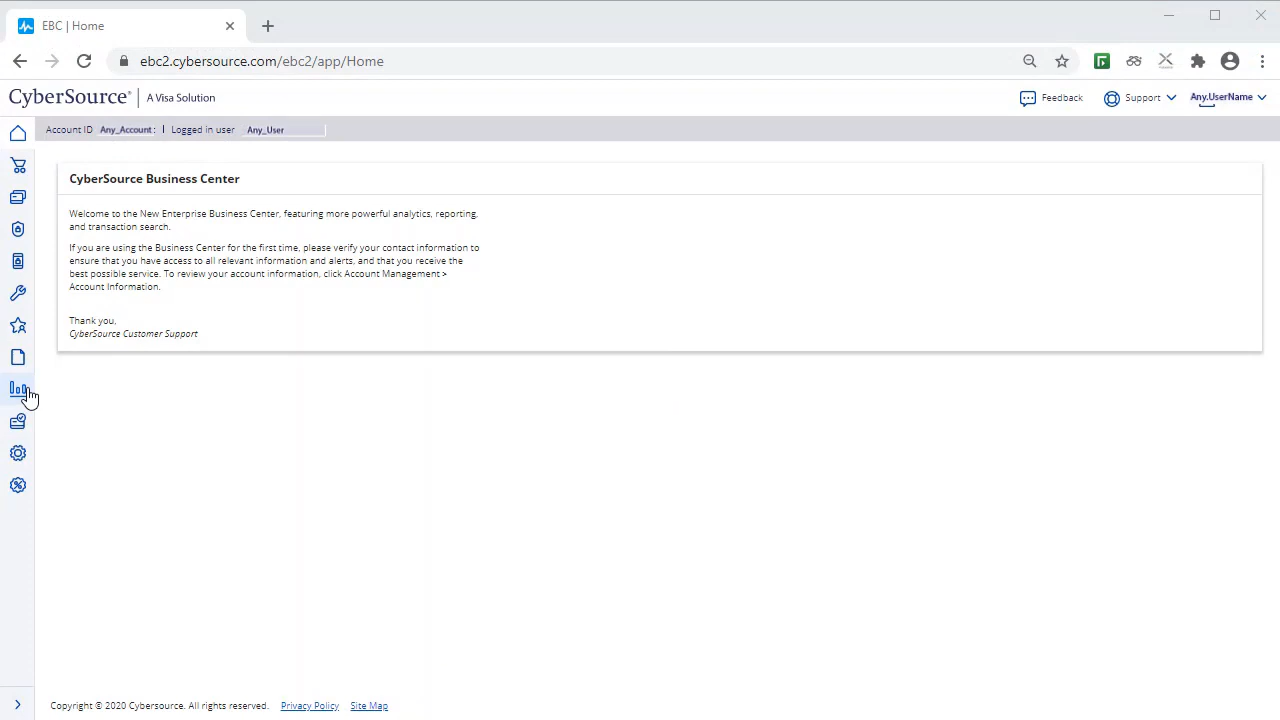 EBC | Home
ebc2.cybersource.com/ebc2/app/Home
CyberSource® | A Visa Solution
Feedback
Support
Any.UserName
Account ID Any_Account: | Logged in user Any_User
CyberSource Business Center
Welcome to the New Enterprise Business Center, featuring more powerful analytics, reporting,
and transaction search.
If you are using the Business Center for the first time, please verify your contact information to
ensure that you have access to all relevant information and alerts, and that you receive the
best possible service. To review your account information, click Account Management >
Account Information.
Thank you,
CyberSource Customer Support
Copyright © 2020 Cybersource. All rights reserved. Privacy Policy Site Map